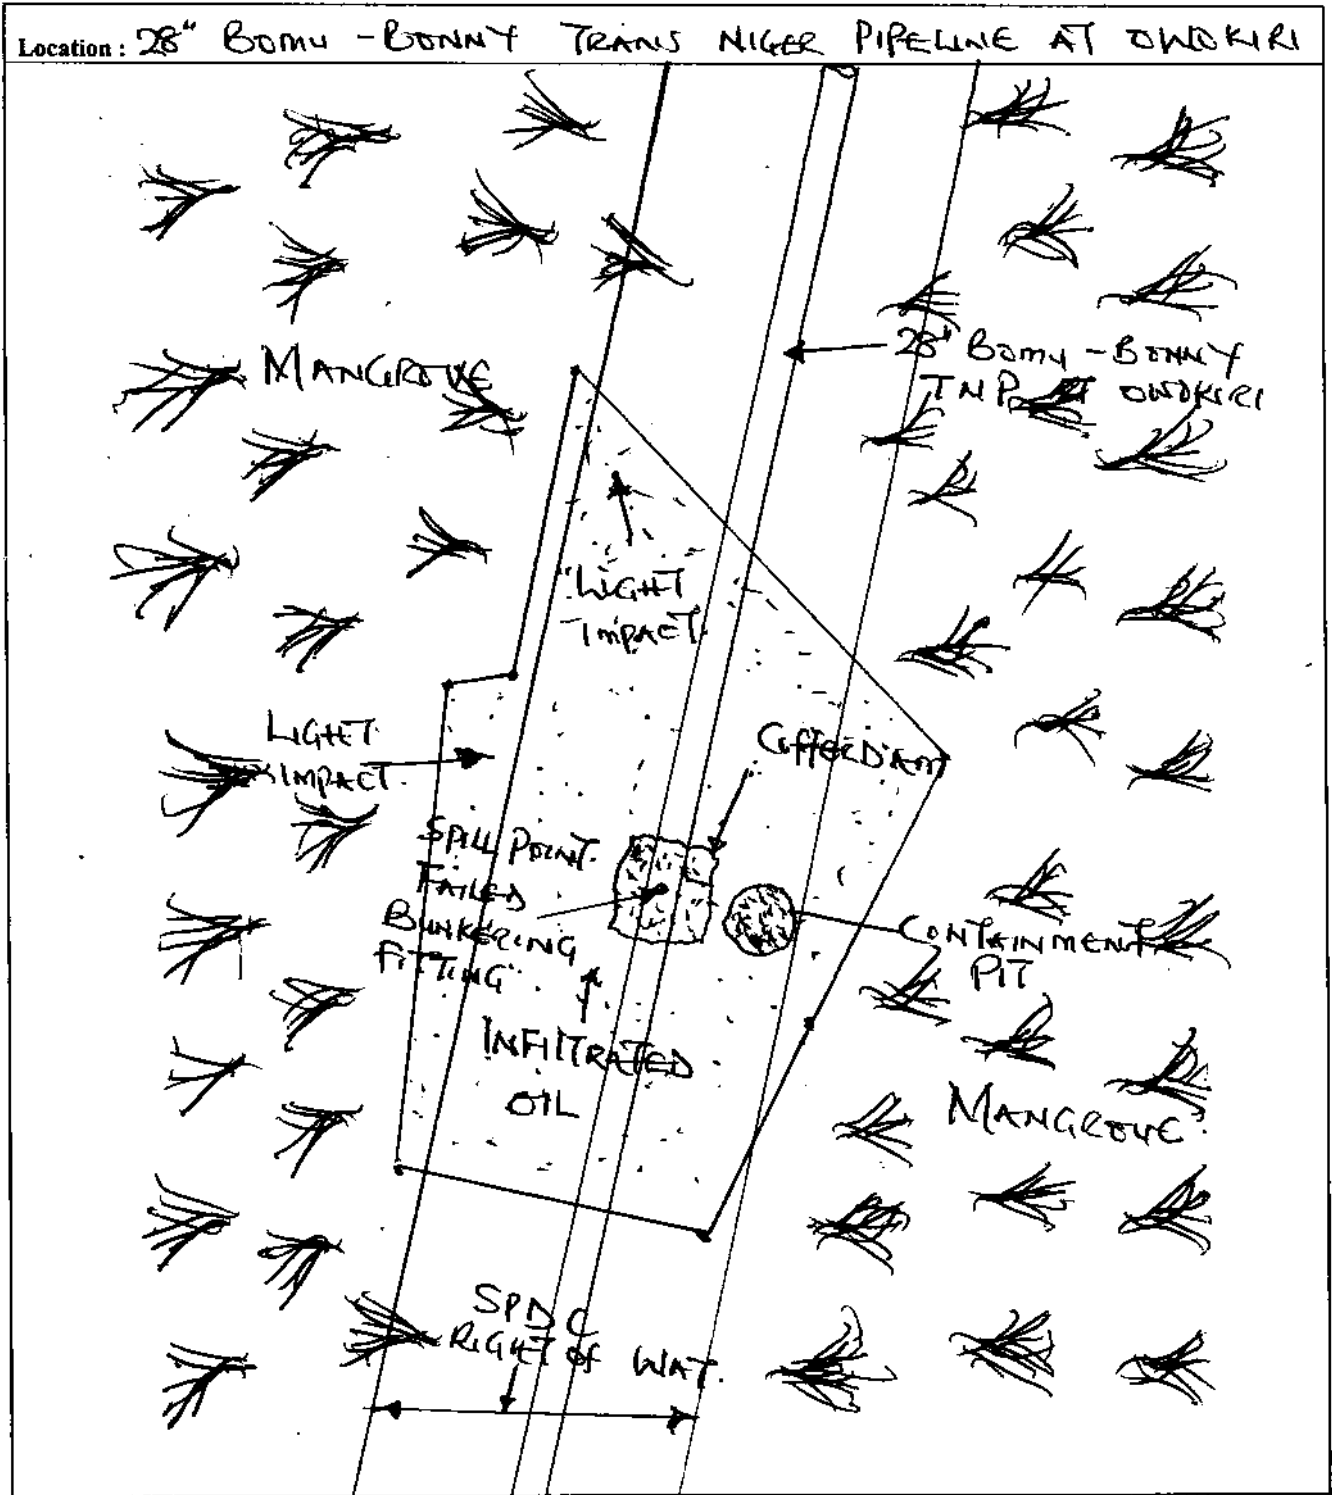 Location : 28" BOMU - BONNY TRANS NIGER PIPELINE AT OWOKIRI
MANGROVE
28" BOMU - BONNY
TNP AT OWOKIRI
LIGHT
IMPACT.
LIGHT
IMPACT.
COFFERDAM
SPILL POINT.
FAILED
BUNKERING
FITTING.
CONTAINMENT
PIT
INFILTRATED
OIL
MANGROVE
SPDC
RIGHT OF WAY.